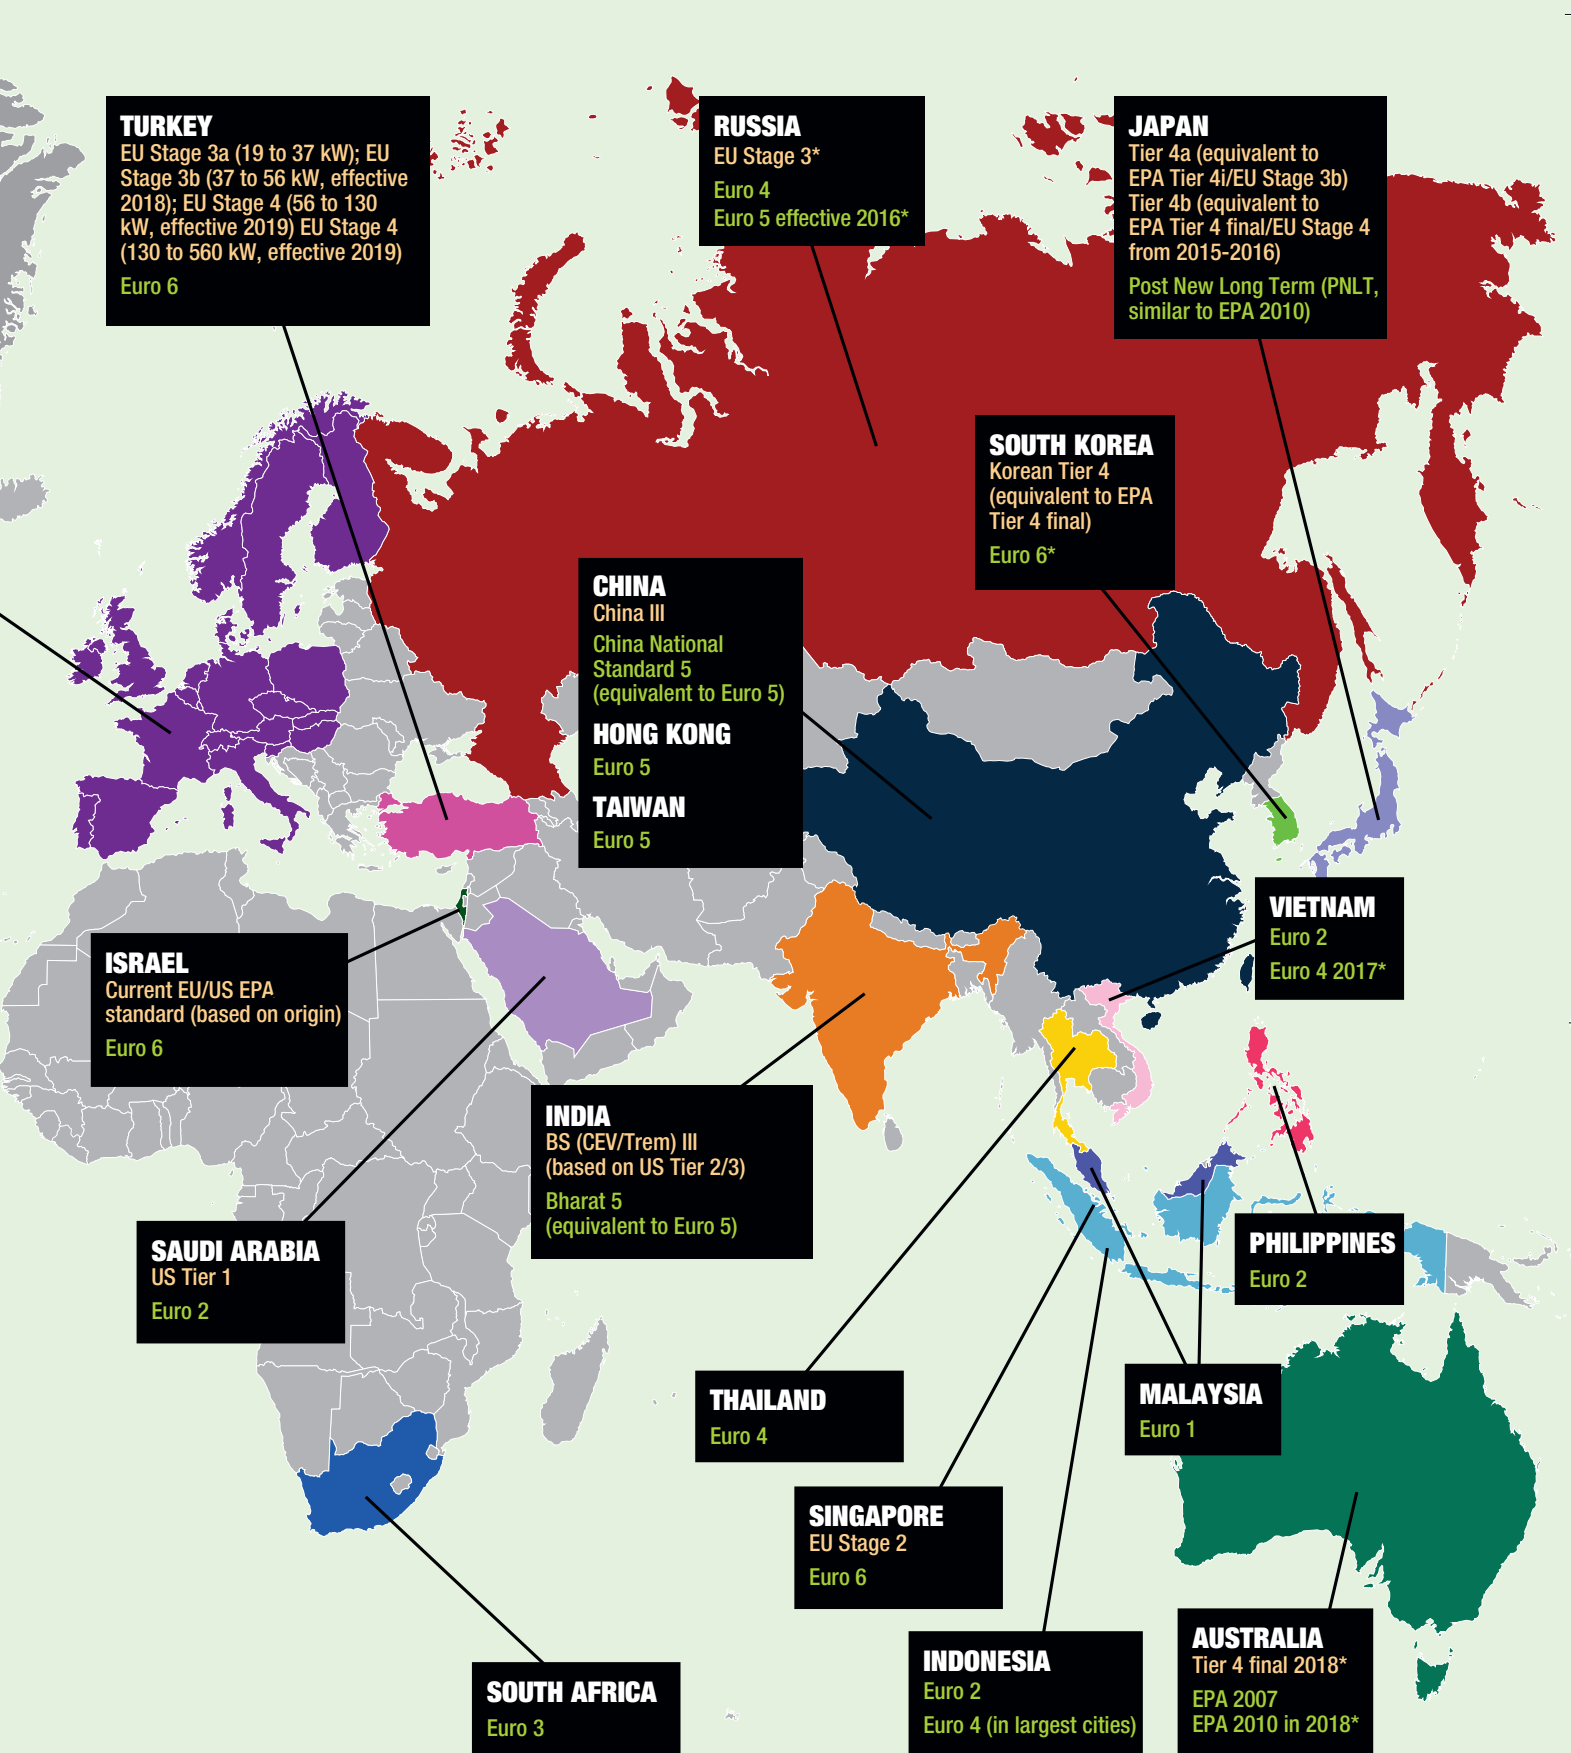 TURKEY
EU Stage 3a (19 to 37 kW); EU
Stage 3b (37 to 56 kW, effective
2018); EU Stage 4 (56 to 130
kW, effective 2019) EU Stage 4
(130 to 560 kW, effective 2019)
Euro 6
RUSSIA
EU Stage 3*
Euro 4
Euro 5 effective 2016*
JAPAN
Tier 4a (equivalent to
EPA Tier 4i/EU Stage 3b)
Tier 4b (equivalent to
EPA Tier 4 final/EU Stage 4
from 2015-2016)
Post New Long Term (PNLT,
similar to EPA 2010)
SOUTH KOREA
Korean Tier 4
(equivalent to EPA
Tier 4 final)
Euro 6*
CHINA
China III
China National
Standard 5
(equivalent to Euro 5)
HONG KONG
Euro 5
TAIWAN
Euro 5
VIETNAM
Euro 2
Euro 4 2017*
ISRAEL
Current EU/US EPA
standard (based on origin)
Euro 6
INDIA
BS (CEV/Trem) III
(based on US Tier 2/3)
Bharat 5
(equivalent to Euro 5)
SAUDI ARABIA
US Tier 1
Euro 2
PHILIPPINES
Euro 2
THAILAND
Euro 4
MALAYSIA
Euro 1
SINGAPORE
EU Stage 2
Euro 6
SOUTH AFRICA
Euro 3
INDONESIA
Euro 2
Euro 4 (in largest cities)
AUSTRALIA
Tier 4 final 2018*
EPA 2007
EPA 2010 in 2018*